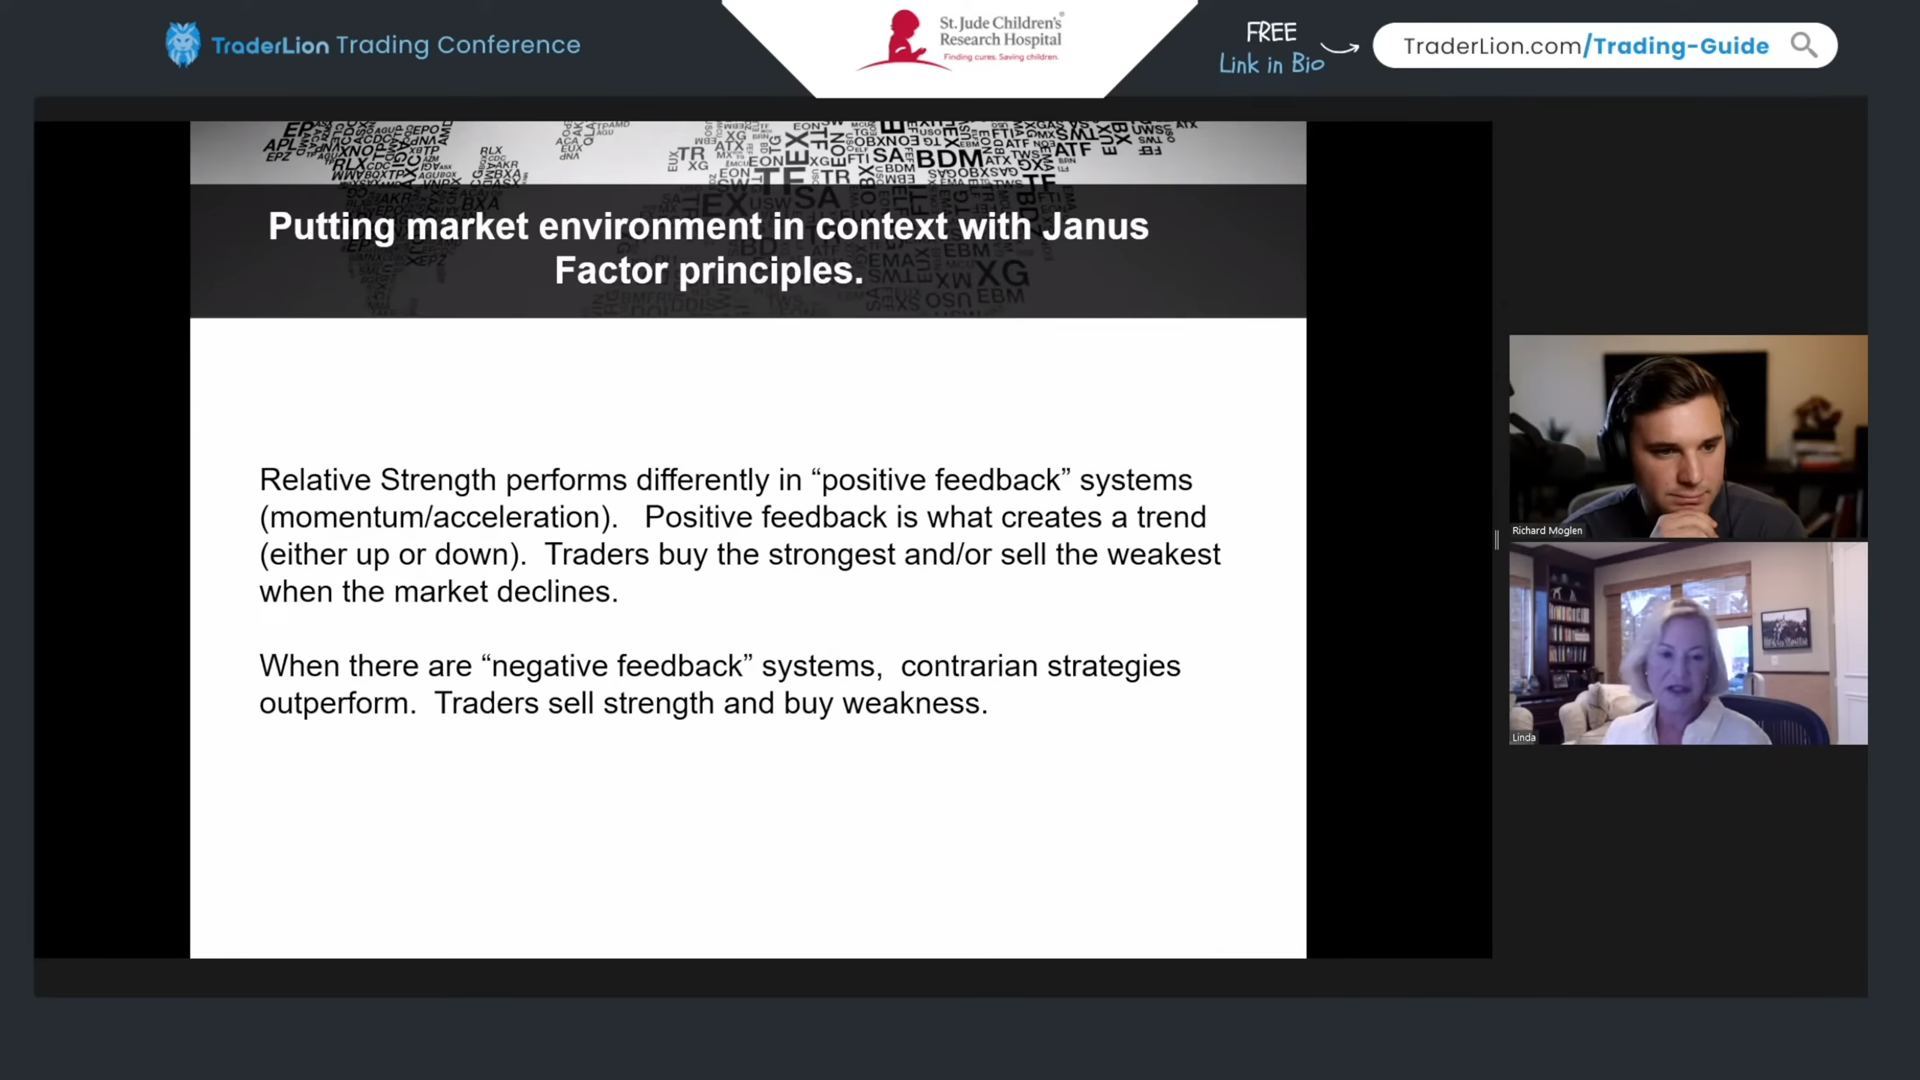 TraderLion Trading Conference
St. Jude Children's
Research Hospital
Finding cures. Saving children.
FREE
Link in Bio
TraderLion.com/Trading-Guide
Putting market environment in context with Janus
Factor principles.
Relative Strength performs differently in “positive feedback” systems
(momentum/acceleration).   Positive feedback is what creates a trend
(either up or down).  Traders buy the strongest and/or sell the weakest
when the market declines.
When there are “negative feedback” systems,  contrarian strategies
outperform.  Traders sell strength and buy weakness.
Richard Moglen
Linda